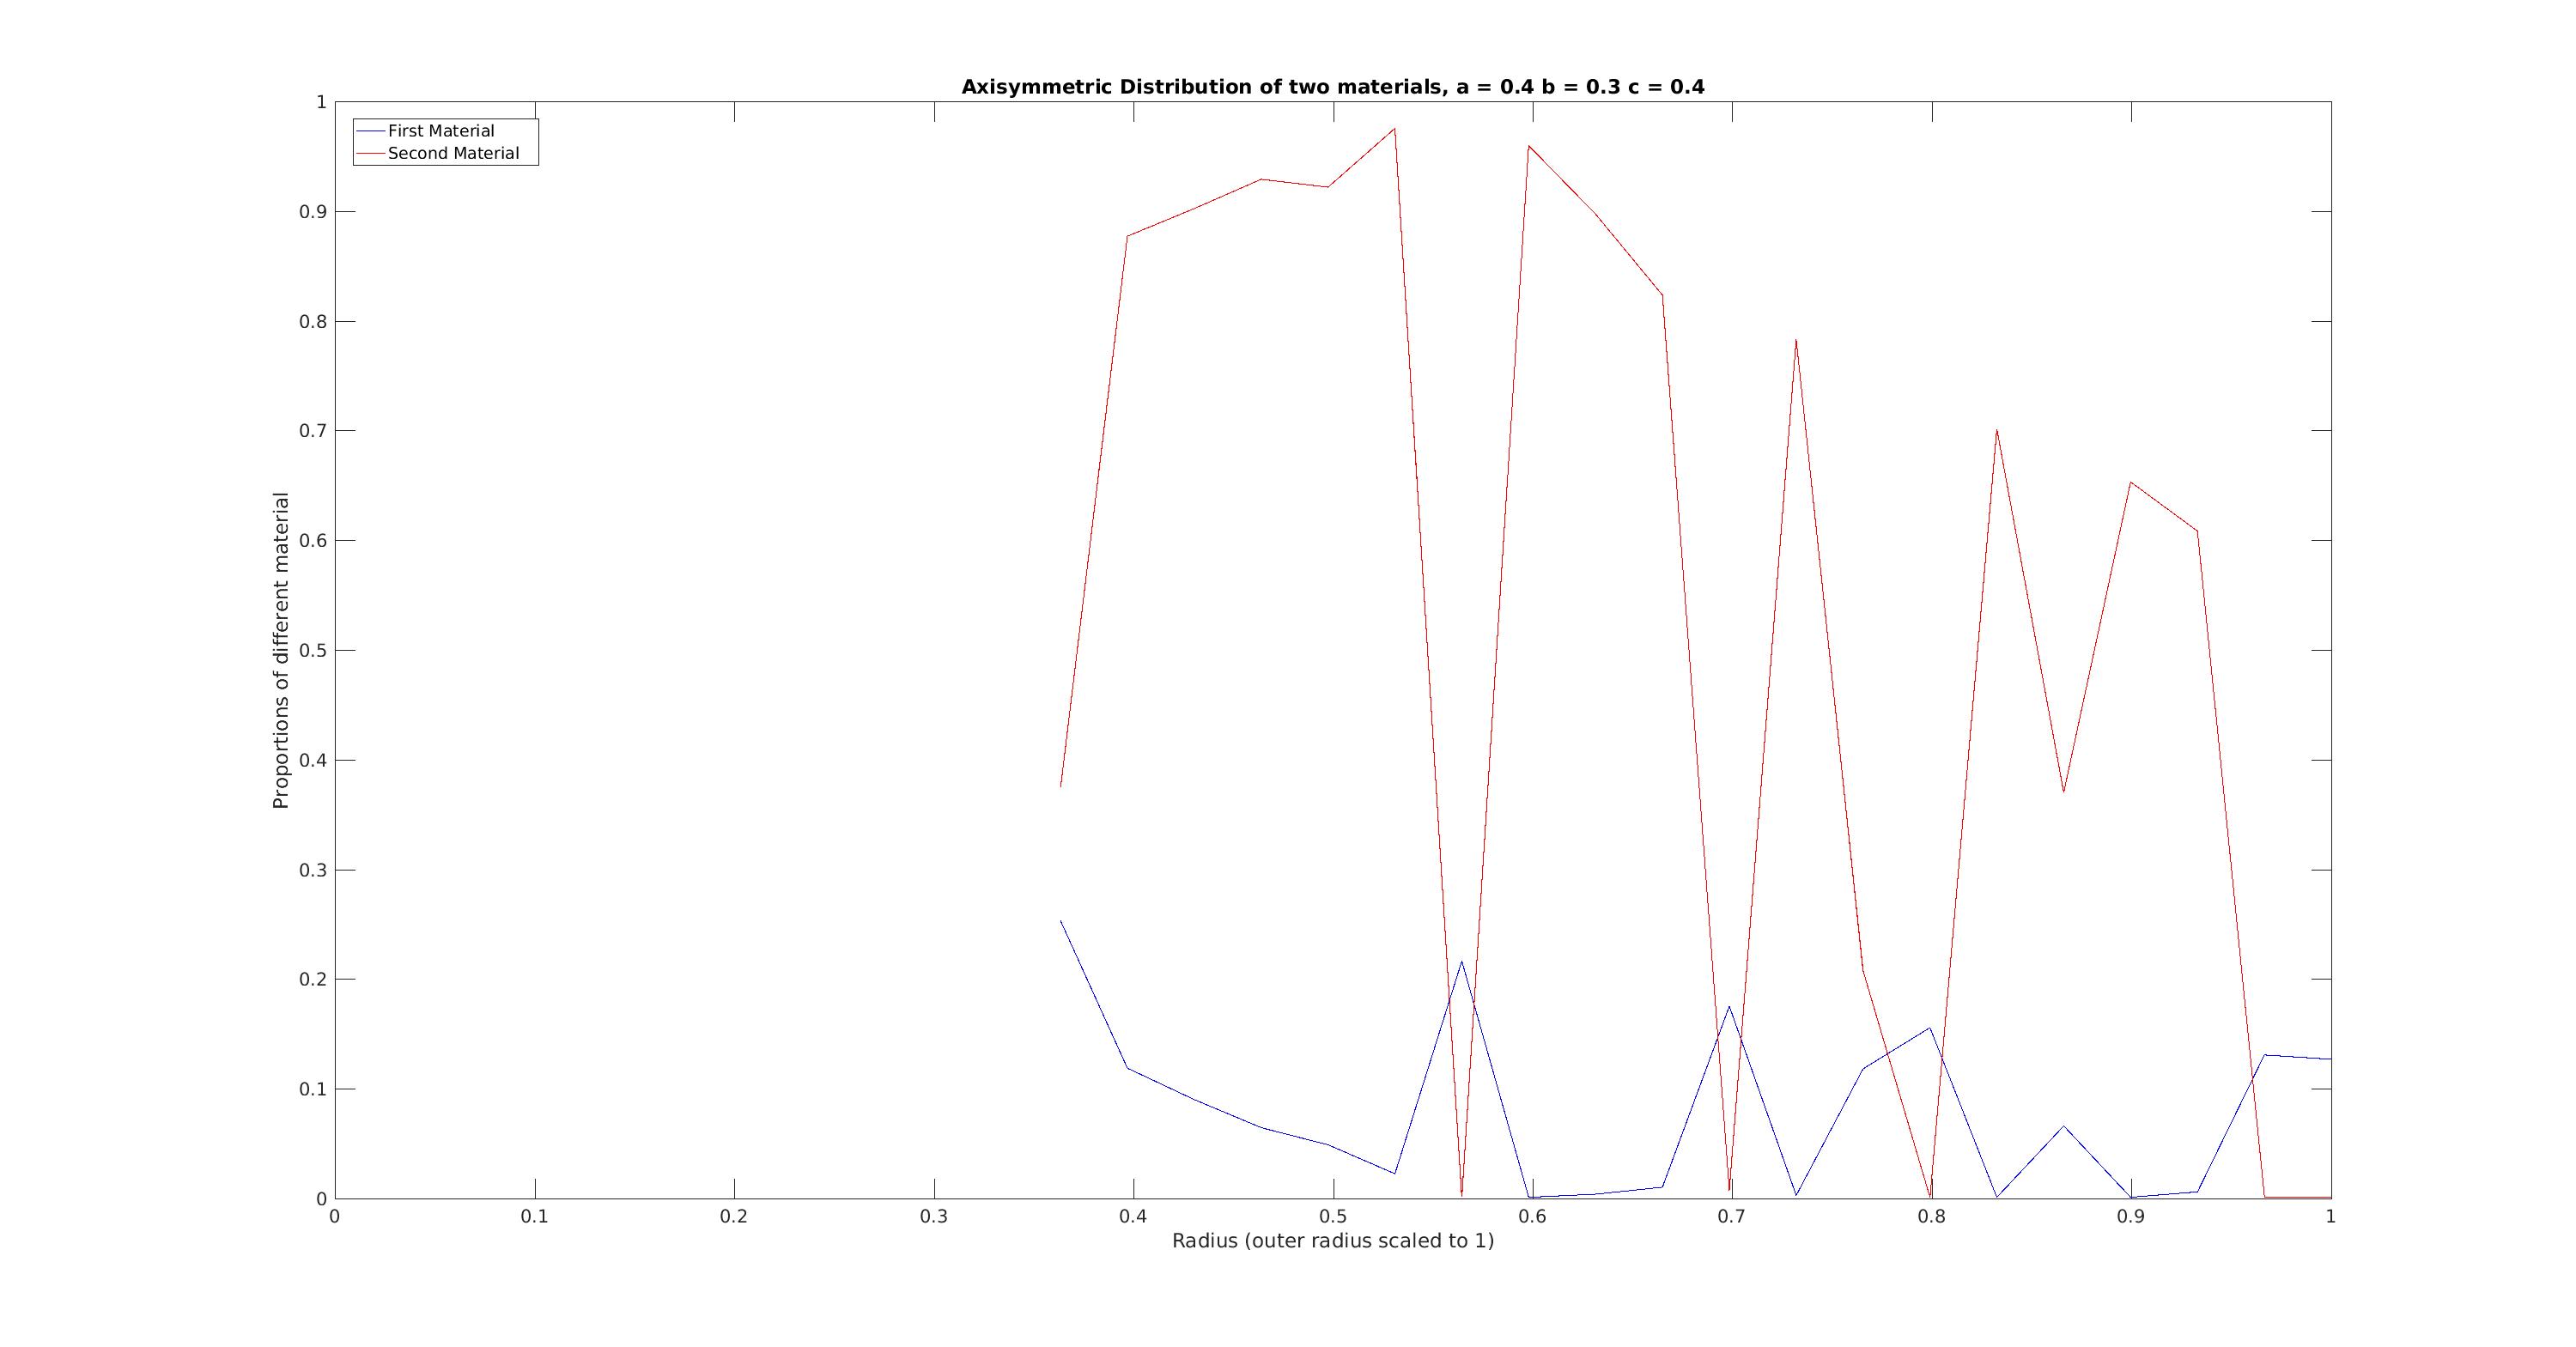 Axisymmetric Distribution of two materials, a = 0.4 b = 0.3 c = 0.4
First Material
Second Material
1
0.9
0.8
0.7
0.6
0.5
0.4
0.3
0.2
0.1
0
Proportions of different material
0 0.1 0.2 0.3 0.4 0.5 0.6 0.7 0.8 0.9 1
Radius (outer radius scaled to 1)